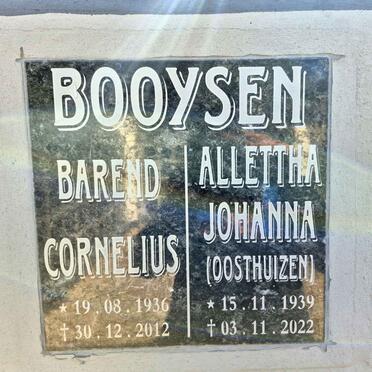 BOOYSEN
BAREND
CORNELIUS
* 19.08.1936
† 30.12.2012
ALLETTHA
JOHANNA
(OOSTHUIZEN)
* 15.11.1939
† 03.11.2022